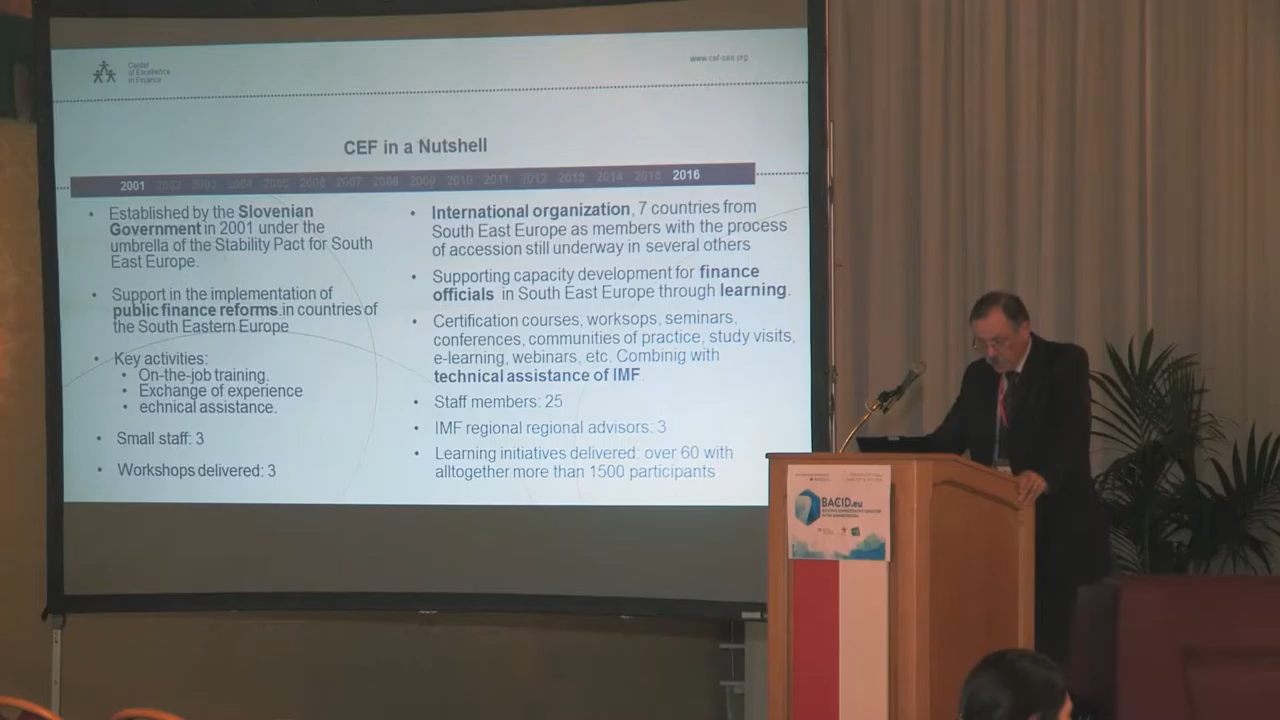 Center
of Excellence
in Finance
www.cef-see.org
CEF in a Nutshell
2001 2002 2003 2004 2005 2006 2007 2008 2009 2010 2011 2012 2013 2014 2015 2016
• Established by the Slovenian
Government in 2001 under the
umbrella of the Stability Pact for South
East Europe.
• Support in the implementation of
public finance reforms in countries of
the South Eastern Europe
• Key activities:
• On-the-job training.
• Exchange of experience
• echnical assistance.
• Small staff: 3
• Workshops delivered: 3
• International organization, 7 countries from
South East Europe as members with the process
of accession still underway in several others
• Supporting capacity development for finance
officials in South East Europe through learning.
• Certification courses, worksops, seminars,
conferences, communities of practice, study visits,
e-learning, webinars, etc. Combinig with
technical assistance of IMF.
• Staff members: 25
• IMF regional regional advisors: 3
• Learning initiatives delivered: over 60 with
alltogether more than 1500 participants
BACID.eu